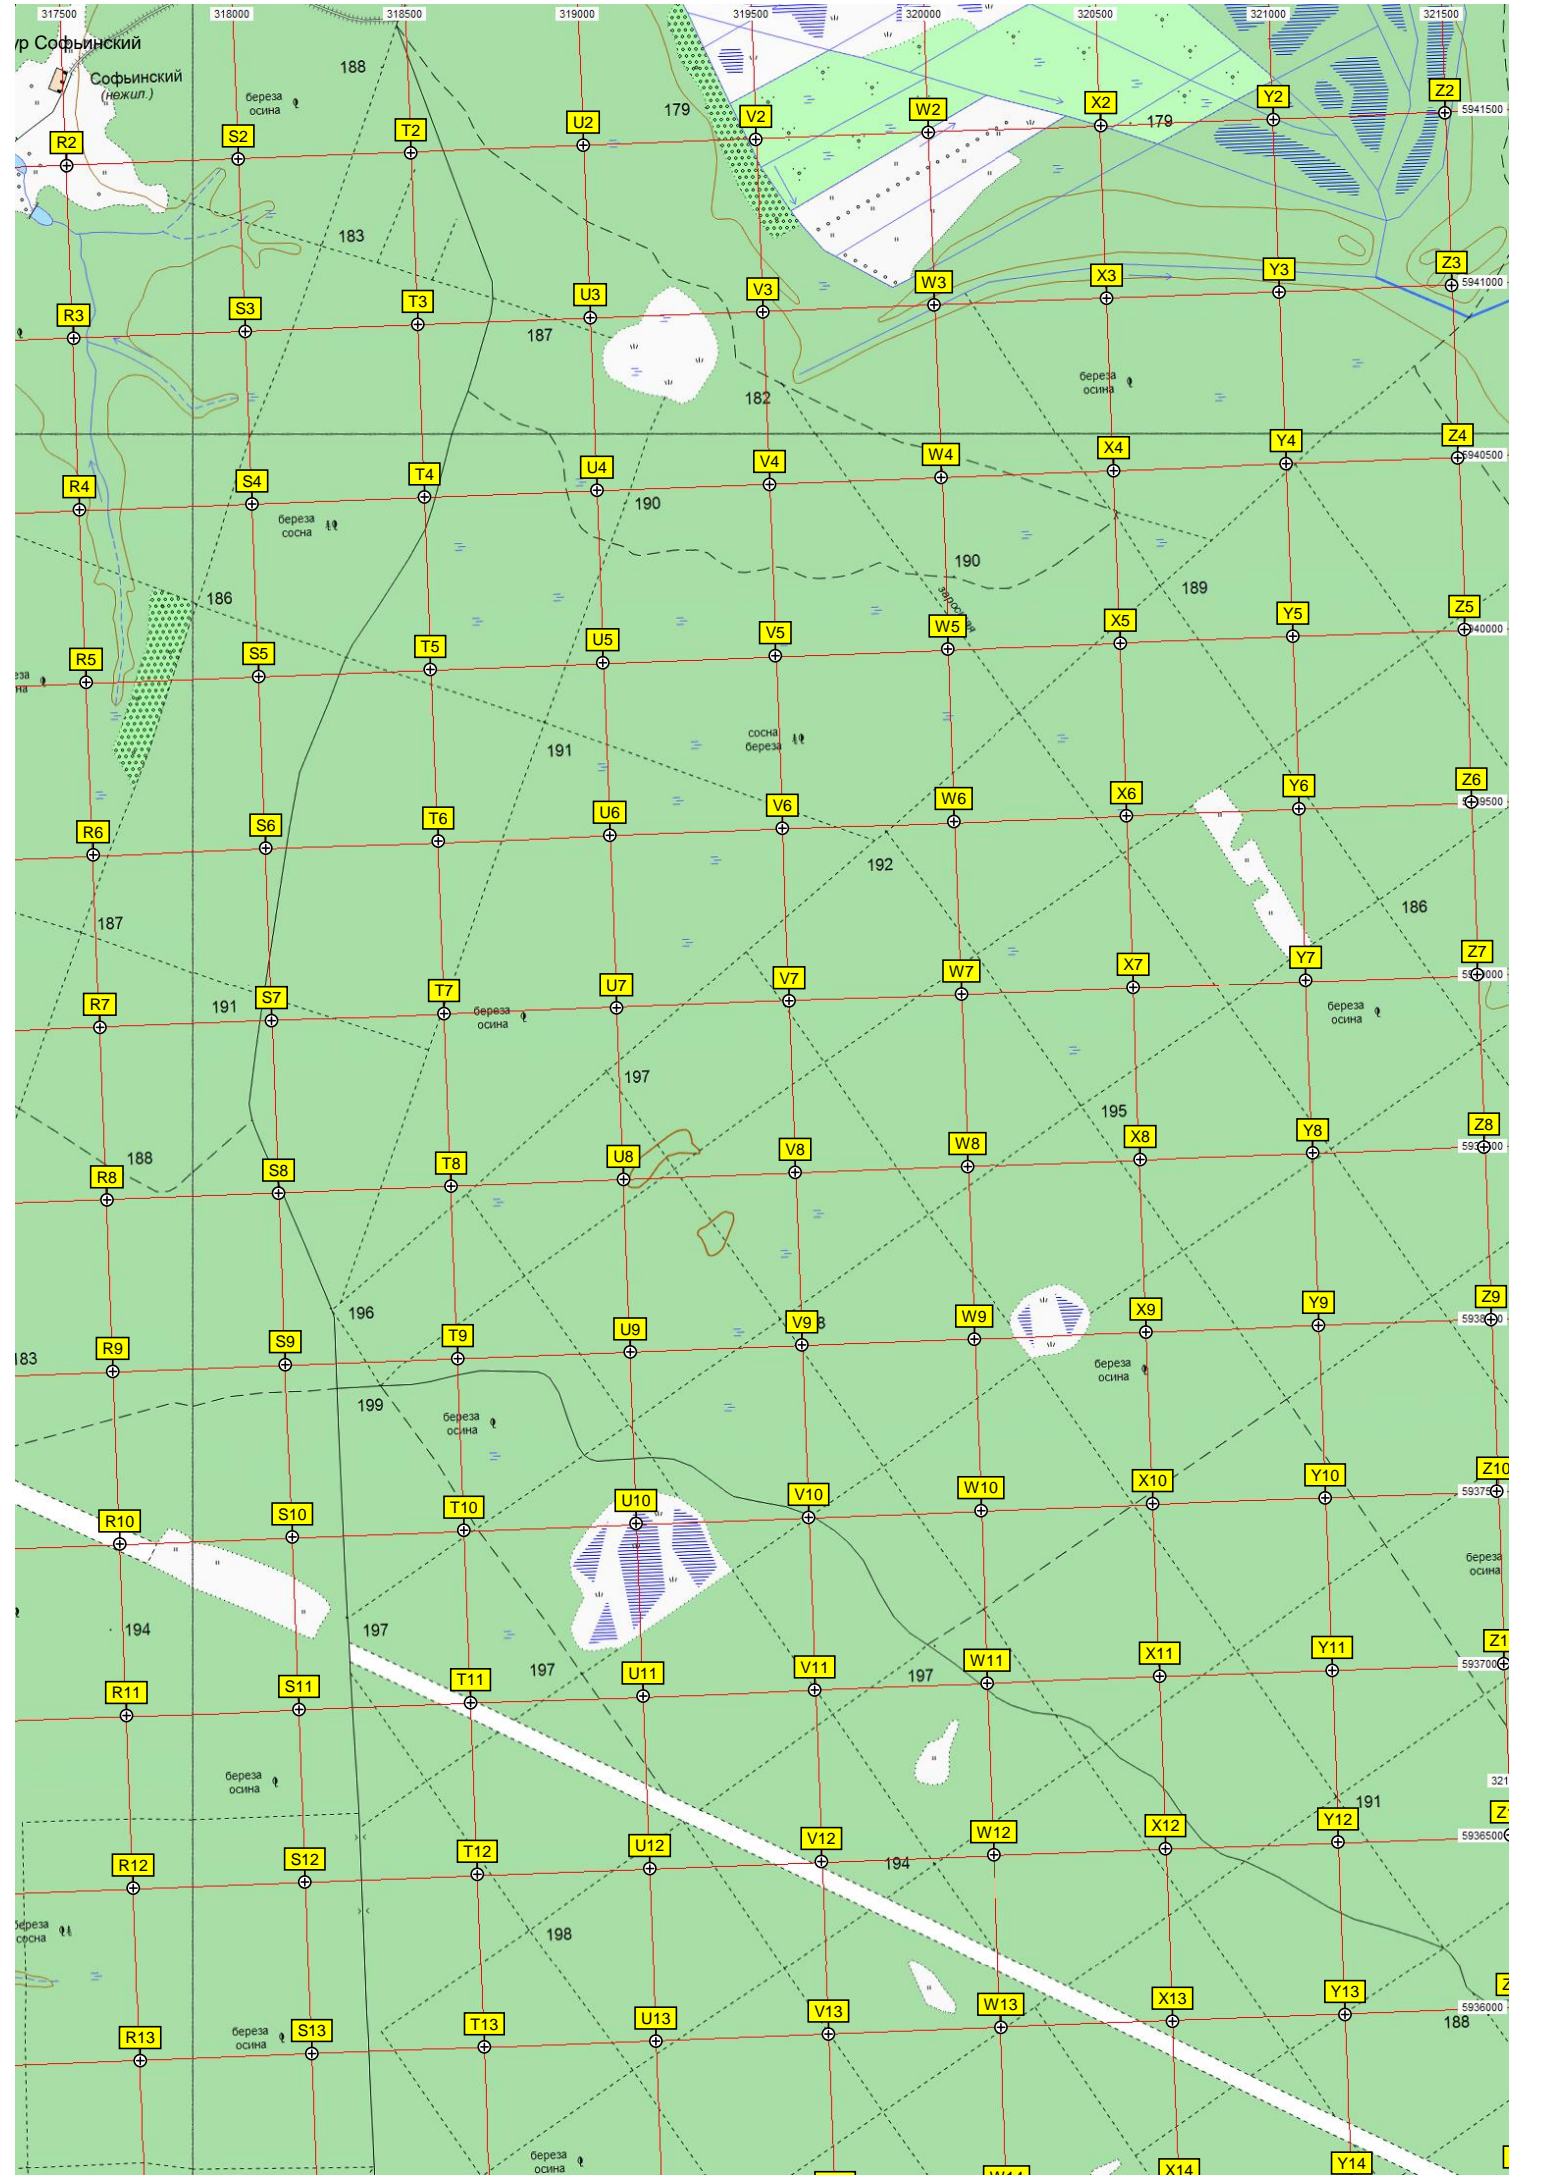 317500 318000 318500 319000 319500 320000 320500 321000 321500
ур Софьинский
Софьинский
(нежил.)
188
береза
осина
179
179
5941500
R2 S2 T2 U2 V2 W2 X2 Y2 Z2
183
R3 S3 T3 U3 V3 W3 X3 Y3 Z3
5941000
187
182
береза
осина
R4 S4 T4 U4 V4 W4 X4 Y4 Z4
5940500
береза
сосна
190
190
189
186
R5 S5 T5 U5 V5 W5 X5 Y5 Z5
191
сосна
береза
R6 S6 T6 U6 V6 W6 X6 Y6 Z6
192
187
186
R7 S7 T7 U7 V7 W7 X7 Y7 Z7
191
береза
осина
береза
осина
197
195
188
R8 S8 T8 U8 V8 W8 X8 Y8 Z8
196
R9 S9 T9 U9 V9 W9 X9 Y9 Z9
183
береза
осина
199
береза
осина
R10 S10 T10 U10 V10 W10 X10 Y10 Z10
береза
осина
194
197
197
197
R11 S11 T11 U11 V11 W11 X11 Y11
береза
осина
191
R12 S12 T12 U12 V12 W12 X12 Y12
5936500
194
198
R13 S13 T13 U13 V13 W13 X13 Y13
5936000
188
береза
осина
береза
осина
W14 X14 Y14